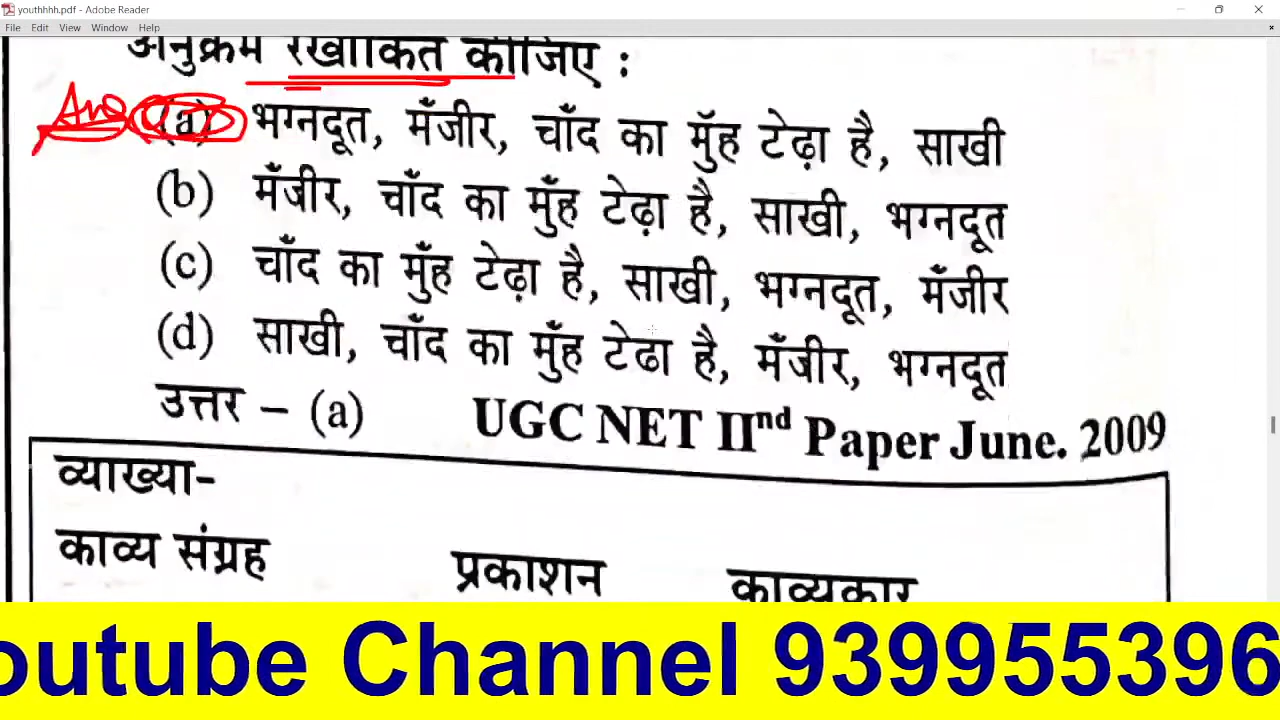 youthhhh.pdf - Adobe Reader
File Edit View Window Help
अनुक्रम रेखांकित कीजिए :
Ans (a) भग्नदूत, मँजीर, चाँद का मुँह टेढ़ा है, साखी
(b) मँजीर, चाँद का मुँह टेढ़ा है, साखी, भग्नदूत
(c) चाँद का मुँह टेढ़ा है, साखी, भग्नदूत, मँजीर
(d) साखी, चाँद का मुँह टेढा है, मँजीर, भग्नदूत
उत्तर – (a) UGC NET IInd Paper June. 2009
व्याख्या-
काव्य संग्रह प्रकाशन काव्यकार
outube Channel 939955396